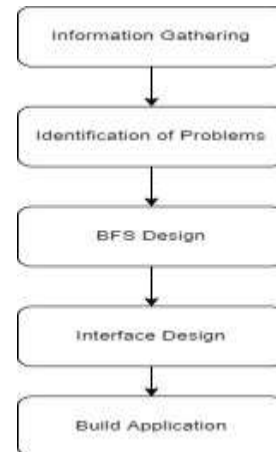 Information Gathering
Identification of Problems
BFS Design
Interface Design
Build Application